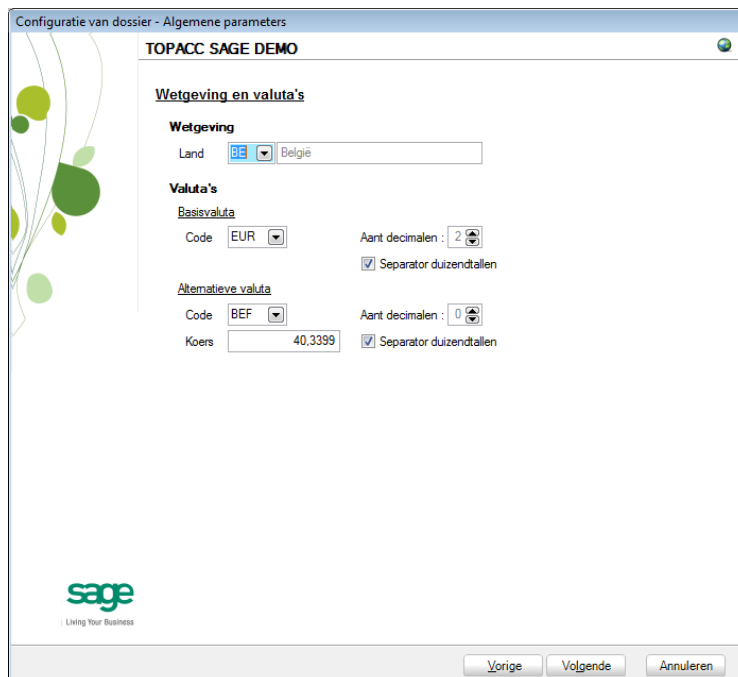 Configuratie van dossier - Algemene parameters
TOPACC SAGE DEMO
Wetgeving en valuta's
Wetgeving
Land BE België
Valuta's
Basisvaluta
Code EUR Aant decimalen : 2
Separator duizendtallen
Alternatieve valuta
Code BEF Aant decimalen : 0
Koers 40,3399 Separator duizendtallen
sage
Living Your Business
Vorige Volgende Annuleren